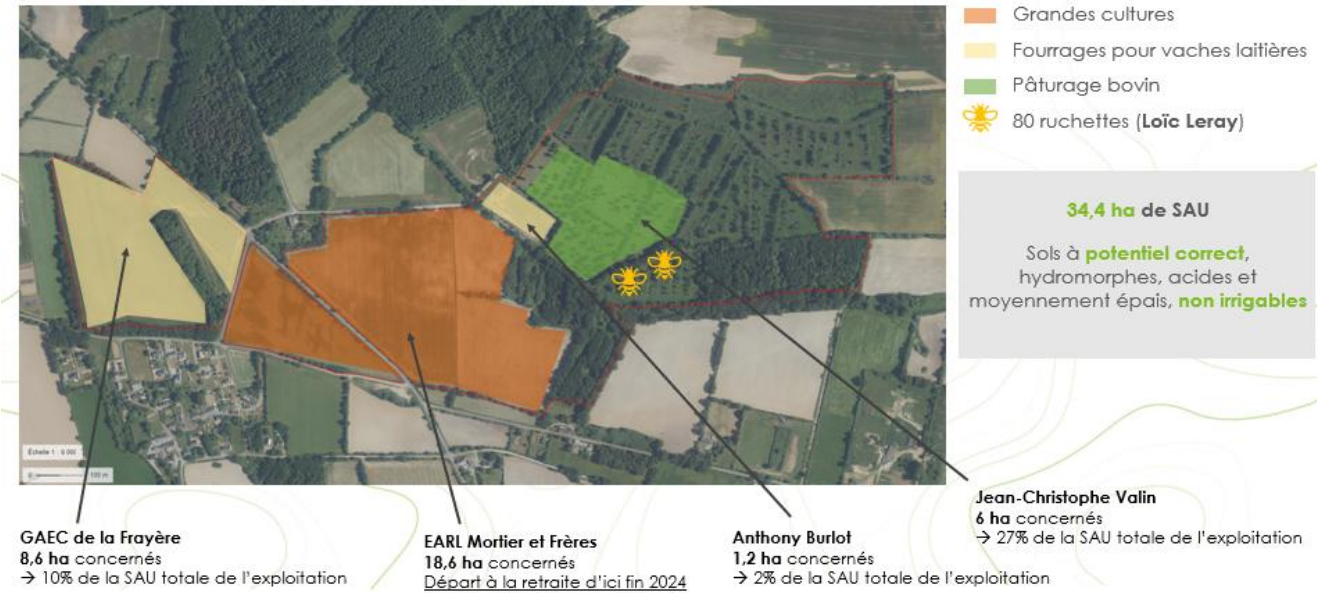 Grandes cultures
Fourrages pour vaches laitières
Pâturage bovin
80 ruchettes (Loïc Leray)
34,4 ha de SAU
Sols à potentiel correct,
hydromorphes, acides et
moyennement épais, non irrigables
100 m
GAEC de la Frayère
8,6 ha concernés
→ 10% de la SAU totale de l'exploitation
EARL Mortier et Frères
18,6 ha concernés
Départ à la retraite d'ici fin 2024
Anthony Burlot
1,2 ha concernés
→ 2% de la SAU totale de l'exploitation
Jean-Christophe Valin
6 ha concernés
→ 27% de la SAU totale de l'exploitation